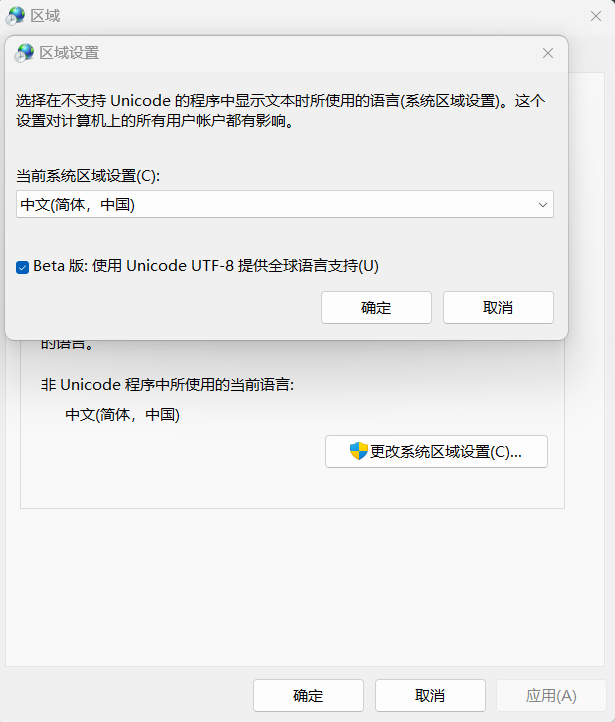 区域
区域设置
选择在不支持 Unicode 的程序中显示文本时所使用的语言(系统区域设置)。这个
设置对计算机上的所有用户帐户都有影响。
当前系统区域设置(C):
中文(简体，中国)
Beta 版: 使用 Unicode UTF-8 提供全球语言支持(U)
确定
取消
的语言。
非 Unicode 程序中所使用的当前语言:
中文(简体，中国)
更改系统区域设置(C)...
确定
取消
应用(A)